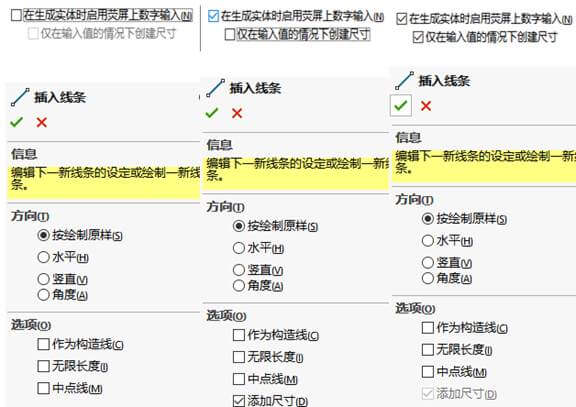 在生成实体时启用荧屏上数字输入(N)
仅在输入值的情况下创建尺寸
插入线条
信息
编辑下一新线条的设定或绘制一新线
条。
方向(T)
按绘制原样(S)
水平(H)
竖直(V)
角度(A)
选项(O)
作为构造线(C)
无限长度(I)
中点线(M)
在生成实体时启用荧屏上数字输入(N)
仅在输入值的情况下创建尺寸
插入线条
信息
编辑下一新线条的设定或绘制一新线
条。
方向(T)
按绘制原样(S)
水平(H)
竖直(V)
角度(A)
选项(O)
作为构造线(C)
无限长度(I)
中点线(M)
添加尺寸(D)
在生成实体时启用荧屏上数字输入(N)
仅在输入值的情况下创建尺寸
插入线条
信息
编辑下一新线条的设定或绘制一新
条。
方向(T)
按绘制原样(S)
水平(H)
竖直(V)
角度(A)
选项(O)
作为构造线(C)
无限长度(I)
中点线(M)
添加尺寸(D)